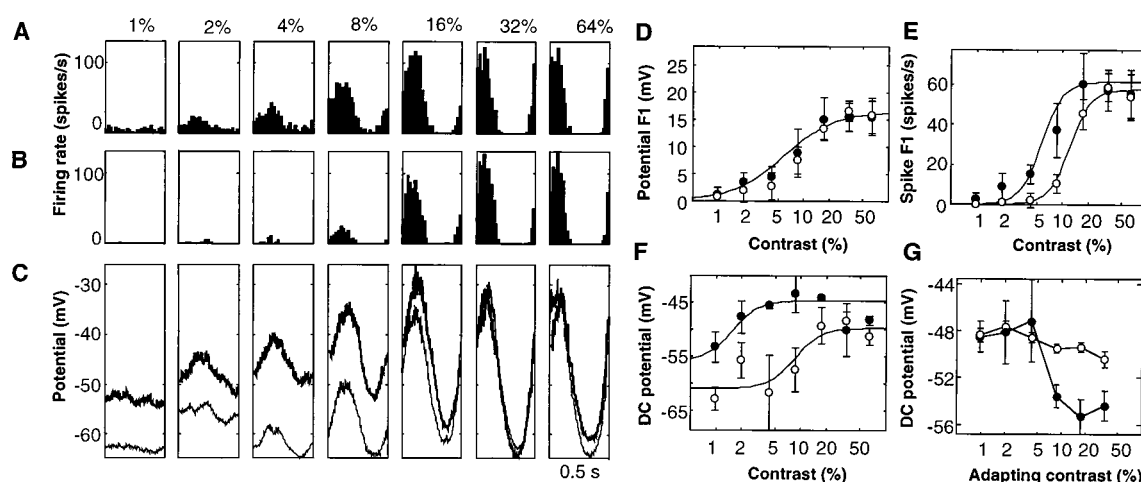 A
1% 2% 4% 8% 16% 32% 64%
Firing rate (spikes/s)
100
0
B
100
0
C
Potential (mV)
-30
-40
-50
-60
0.5 s
D
Potential F1 (mV)
25
20
15
10
5
0
1 2 5 10 20 50
Contrast (%)
E
Spike F1 (spikes/s)
60
40
20
0
1 2 5 10 20 50
Contrast (%)
F
DC potential (mV)
-45
-55
-65
1 2 5 10 20 50
Contrast (%)
G
DC potential (mV)
-44
-48
-52
-56
1 2 5 10 20 50
Adapting contrast (%)